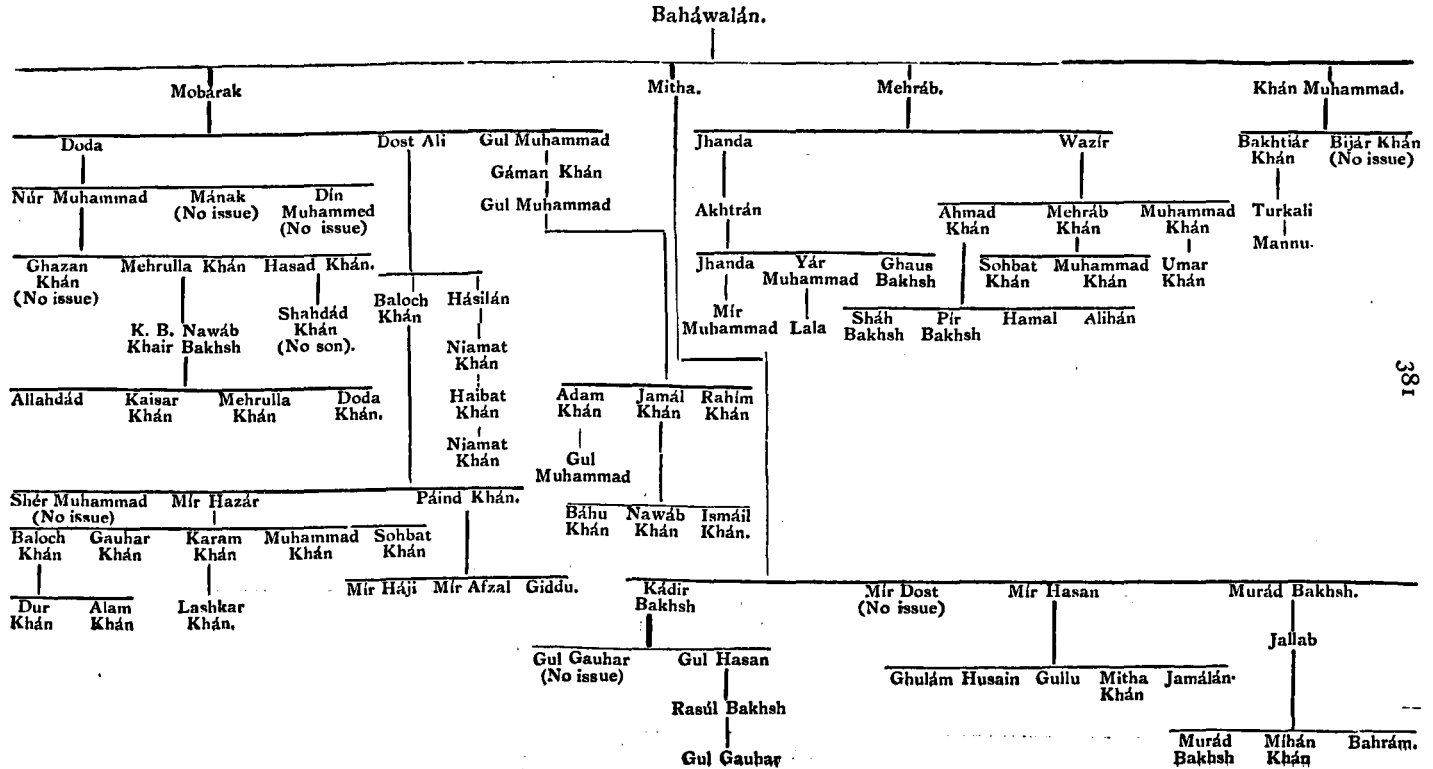 Baháwalán.
Mobárak Mitha. Mehráb. Khán Muhammad.
Doda Dost Ali Gul Muhammad Jhanda Wazír Bakhtiár Khán Bijár Khán (No issue)
Gáman Khán
Gul Muhammad
Núr Muhammad Mának (No issue) Dín Muhammed (No issue)
Akhtrán Ahmad Khán Mehráb Khán Muhammad Khán Turkali
Mannu.
Ghazan Khán (No issue) Mehrulla Khán Hasad Khán.
Jhanda Yár Muhammad Ghaus Bakhsh Sohbat Khán Muhammad Khán Umar Khán
Baloch Khán Hásilán
Shahdád Khán (No son).
Mír Muhammad Lala Sháh Bakhsh Pír Bakhsh Hamal Alihán
K. B. Nawáb Khair Bakhsh
Niamat Khán
381
Allahdád Kaisar Khán Mehrulla Khán Doda Khán.
Haibat Khán
Adam Khán Jamál Khán Rahím Khán
Niamat Khán
Gul Muhammad
Shér Muhammad (No issue) Mír Hazár Páind Khán.
Báhu Khán Nawáb Khán Ismáíl Khán.
Baloch Khán Gauhar Khán Karam Khán Muhammad Khán Sohbat Khán
Mír Háji Mír Afzal Giddu.
Kádir Bakhsh Mír Dost (No issue) Mír Hasan Murád Bakhsh.
Dur Khán Alam Khán Lashkar Khán.
Jallab
Gul Gauhar (No issue) Gul Hasan
Ghulám Husain Gullu Mitha Khán Jamálán.
Rasúl Bakhsh
Murád Bakhsh Míhán Khán Bahrám.
Gul Gauhar